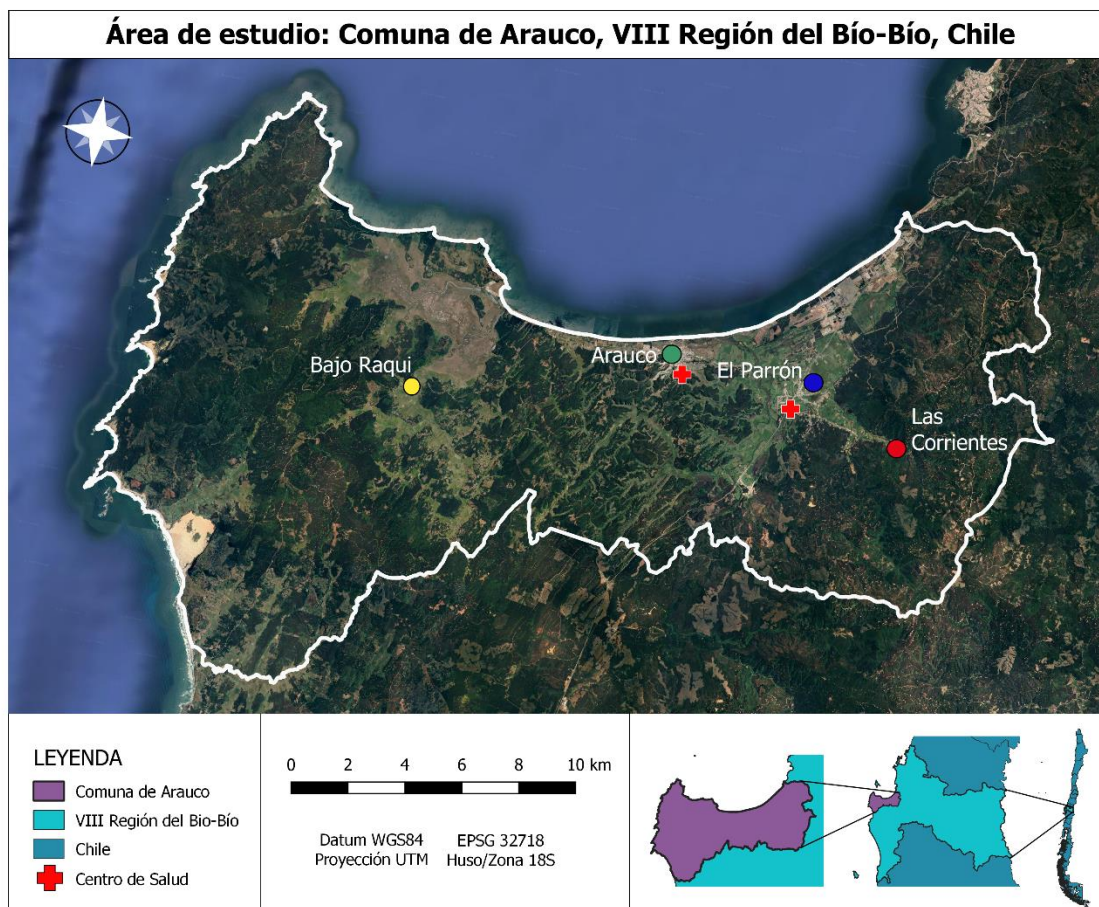 Área de estudio: Comuna de Arauco, VIII Región del Bío-Bío, Chile
Bajo Raqui
Arauco
El Parrón
Las
Corrientes
LEYENDA
Comuna de Arauco
VIII Región del Bio-Bío
Chile
Centro de Salud
0 2 4 6 8 10 km
Datum WGS84 EPSG 32718
Proyección UTM Huso/Zona 18S